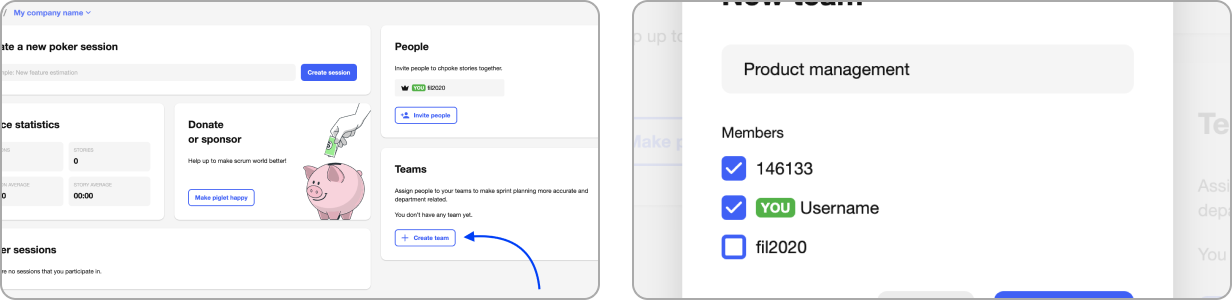 / My company name
ate a new poker session
mple: New feature estimation
Create session
ce statistics
ONS
STORIES
0
ON AVERAGE
STORY AVERAGE
0
00:00
Donate
or sponsor
Help up to make scrum world better!
Make piglet happy
er sessions
re no sessions that you participate in.
People
Invite people to chpoke stories together.
YOU fil2020
Invite people
Teams
Assign people to your teams to make sprint planning more accurate and
department related.
You don't have any team yet.
Create team
New team
p up to
Product management
Members
146133
YOU Username
fil2020
Make p
Te
Assi
depa
You